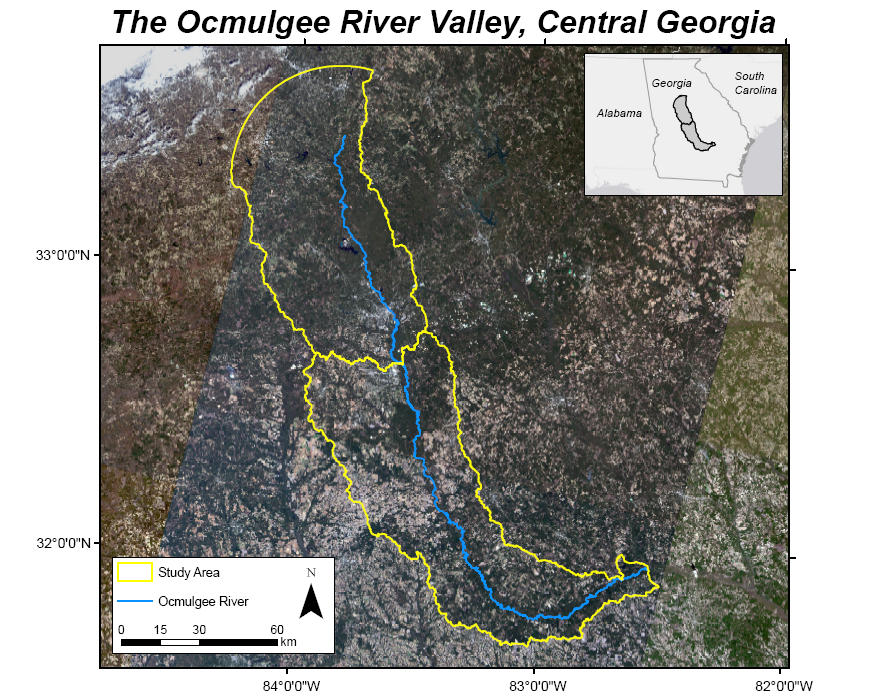 The Ocmulgee River Valley, Central Georgia
Georgia
South
Carolina
Alabama
33°0'0"N
32°0'0"N
Study Area
N
Ocmulgee River
0 15 30 60
km
84°0'0"W 83°0'0"W 82°0'0"W